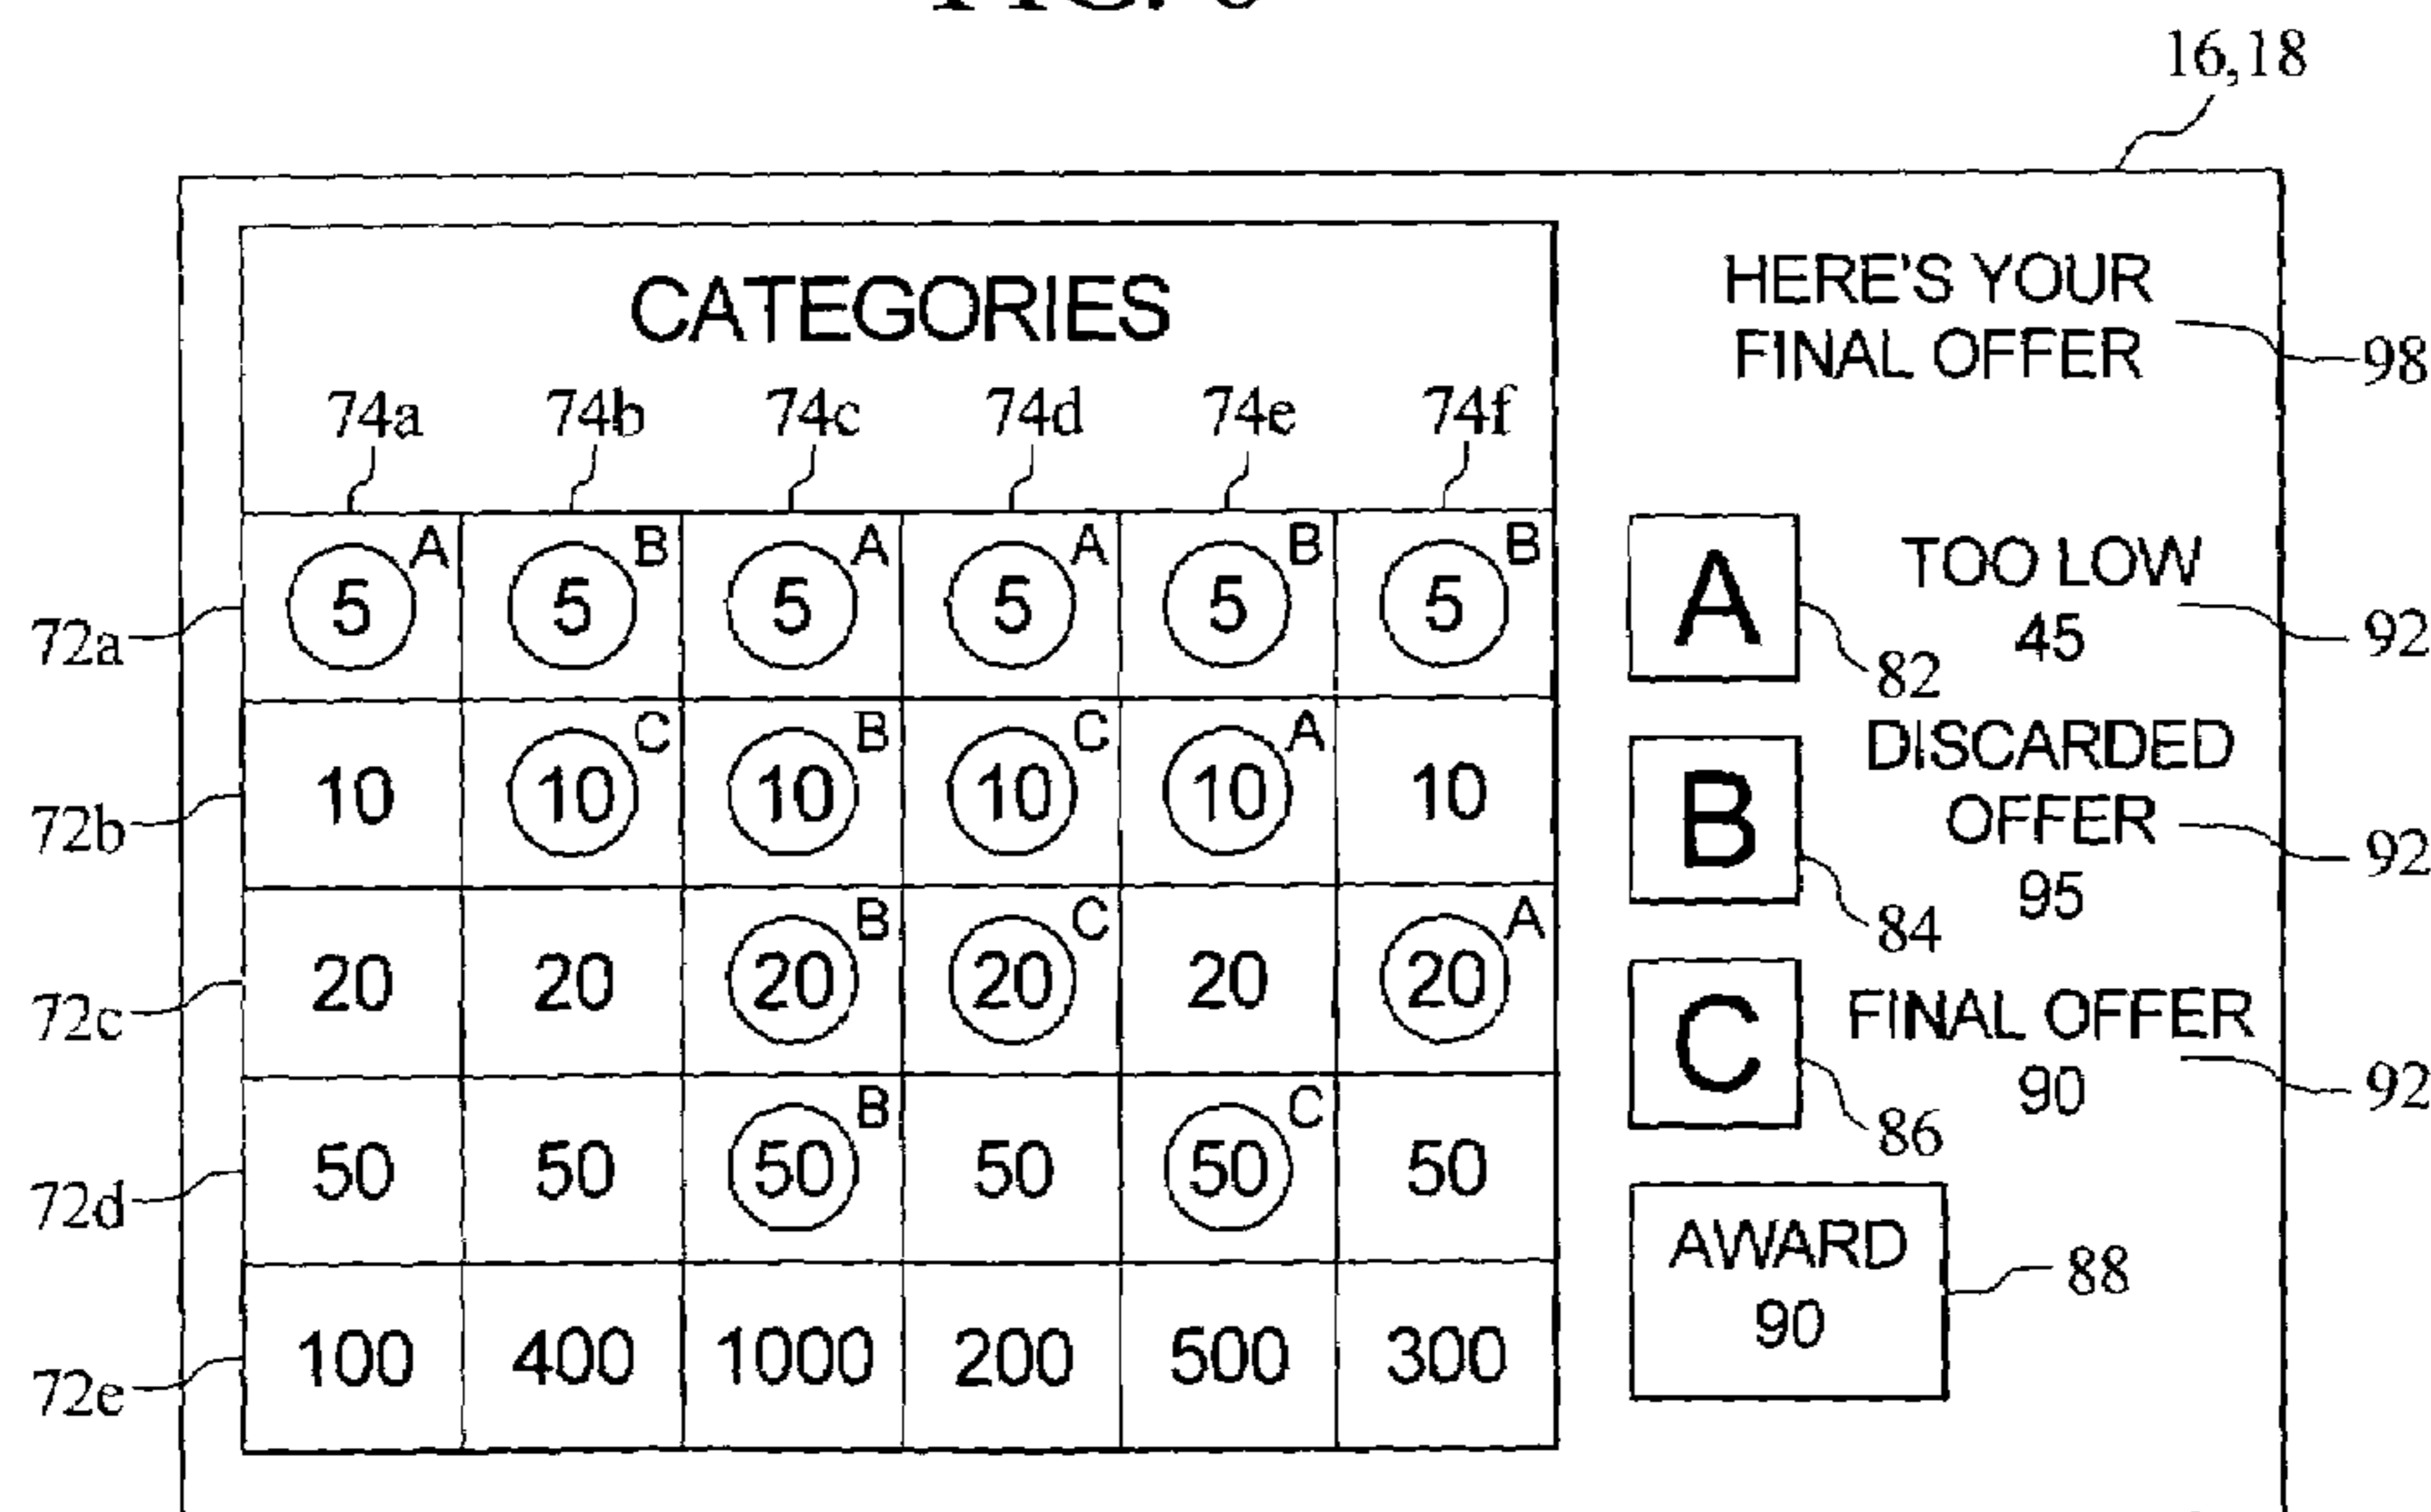 16,18
CATEGORIES
HERE'S YOUR
FINAL OFFER
98
74a 74b 74c 74d 74e 74f
72a 5 A 5 B 5 A 5 A 5 B 5 B
A
82
TOO LOW
45
92
72b 10 10 C 10 B 10 C 10 A 10
B
84
DISCARDED
OFFER
95
92
72c 20 20 20 B 20 C 20 20 A
C
86
FINAL OFFER
90
92
72d 50 50 50 B 50 50 C 50
72e 100 400 1000 200 500 300
AWARD
90
88